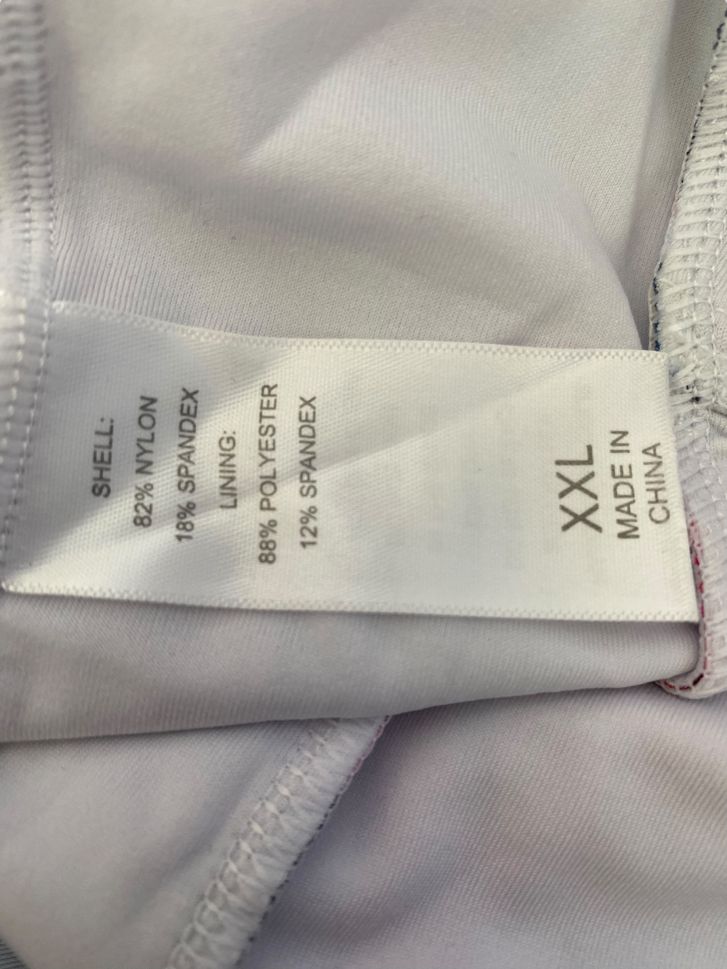 SHELL:
82% NYLON
18% SPANDEX
LINING:
88% POLYESTER
12% SPANDEX
XXL
MADE IN
CHINA